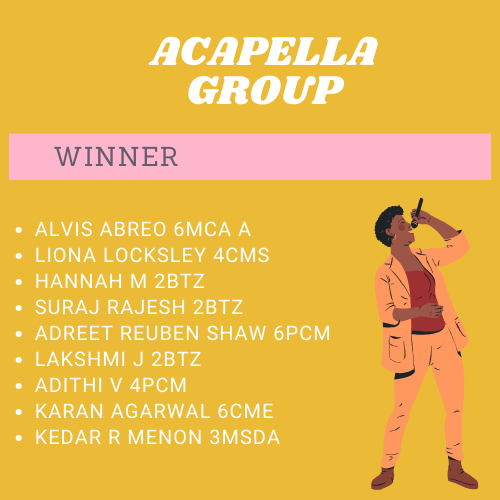 ACAPELLA
GROUP
WINNER
• ALVIS ABREO 6MCA A
• LIONA LOCKSLEY 4CMS
• HANNAH M 2BTZ
• SURAJ RAJESH 2BTZ
• ADREET REUBEN SHAW 6PCM
• LAKSHMI J 2BTZ
• ADITHI V 4PCM
• KARAN AGARWAL 6CME
• KEDAR R MENON 3MSDA